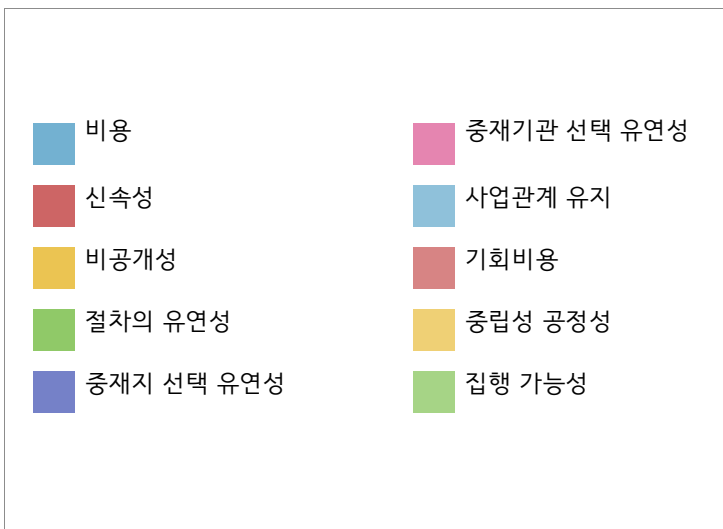 비용
신속성
비공개성
절차의 유연성
중재지 선택 유연성
중재기관 선택 유연성
사업관계 유지
기회비용
중립성 공정성
집행 가능성